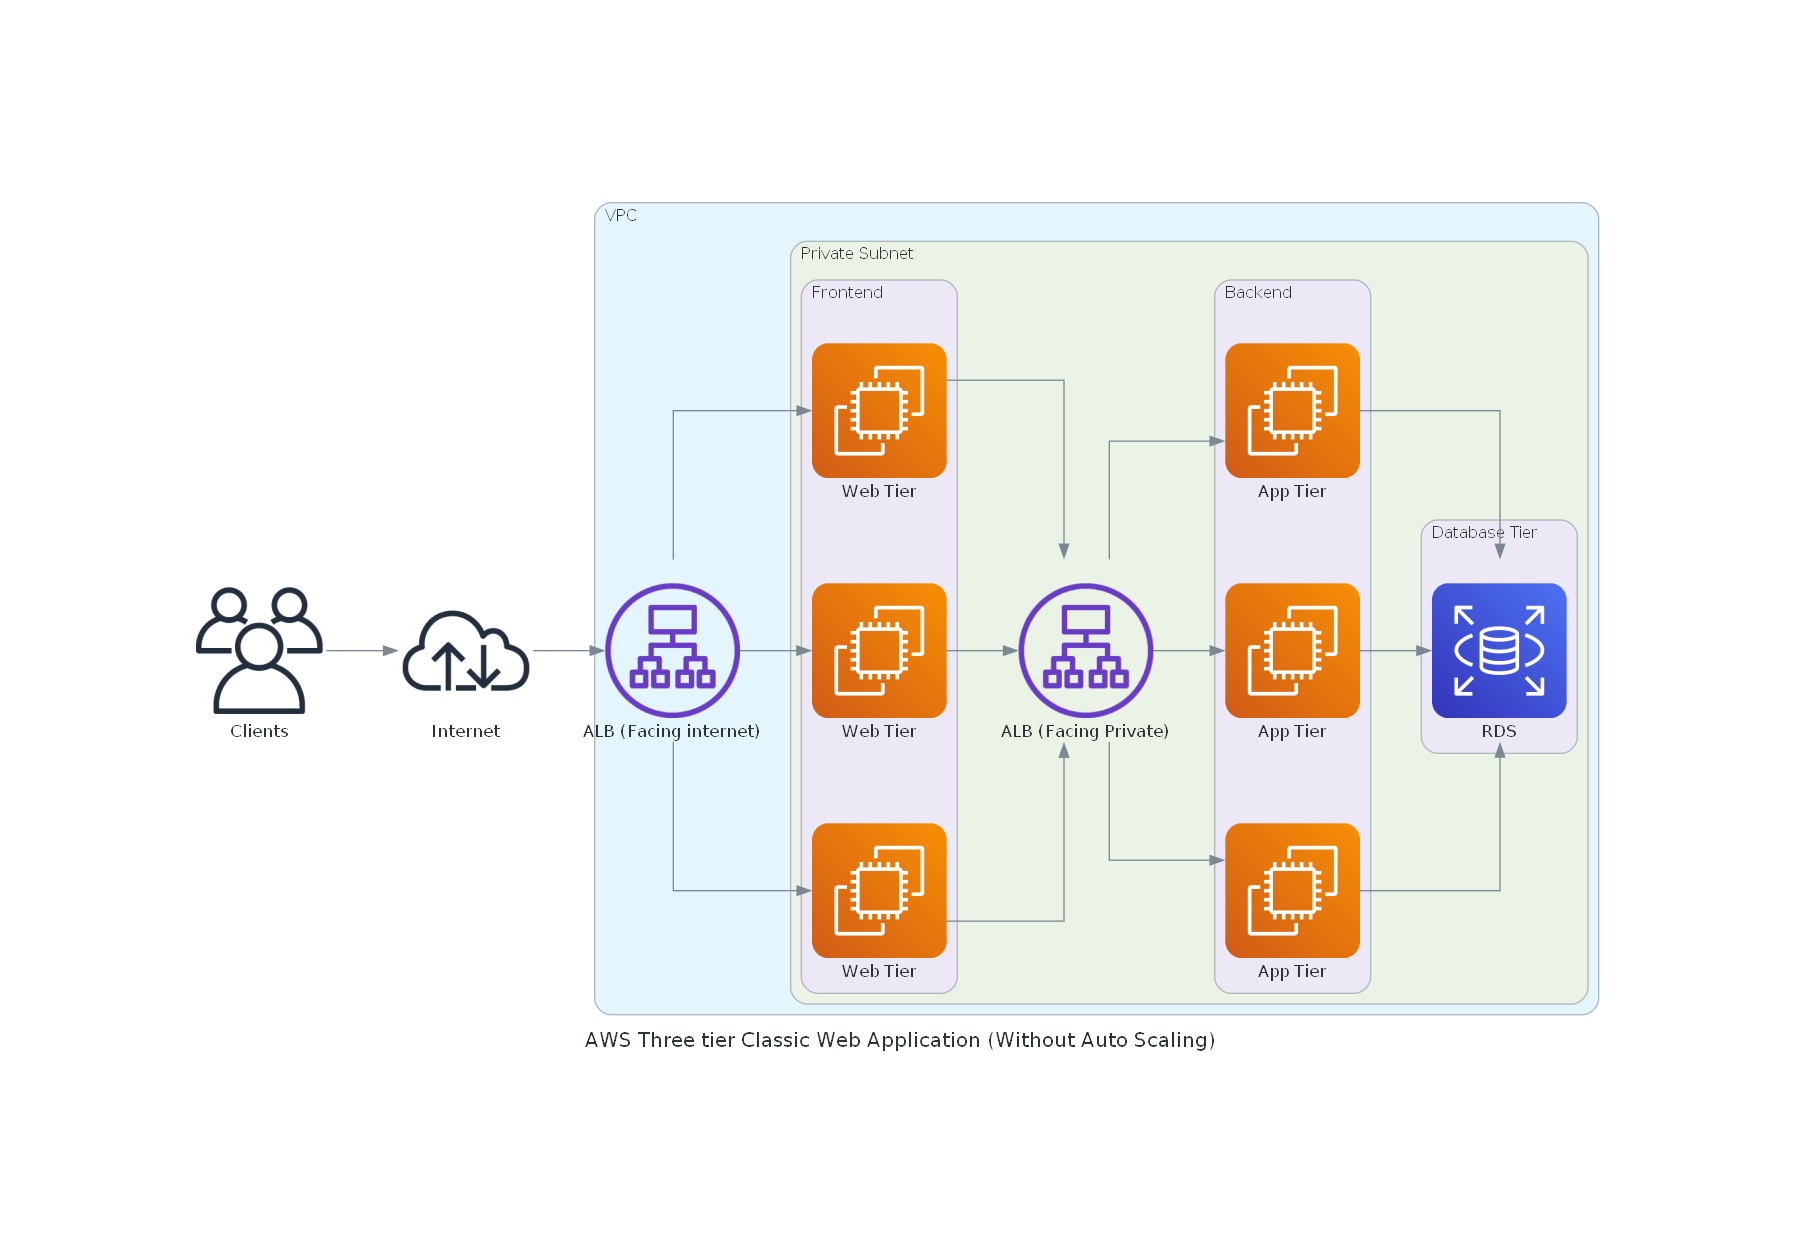 VPC
Private Subnet
Frontend
Backend
Web Tier
App Tier
Database Tier
Clients
Internet
ALB (Facing internet)
Web Tier
ALB (Facing Private)
App Tier
RDS
Web Tier
App Tier
AWS Three tier Classic Web Application (Without Auto Scaling)